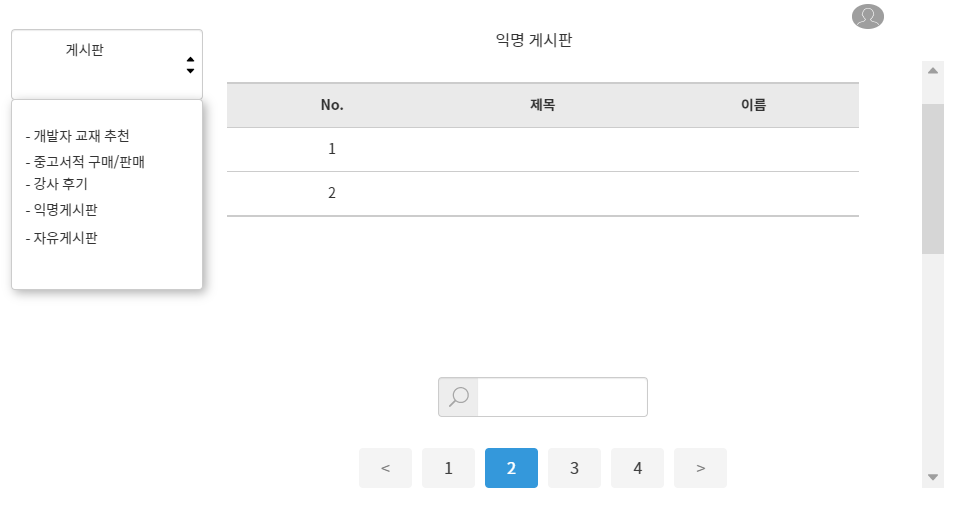 게시판
- 개발자 교재 추천
- 중고서적 구매/판매
- 강사 후기
- 익명게시판
- 자유게시판
익명 게시판
No. 제목 이름
1
2
< 1 2 3 4 >